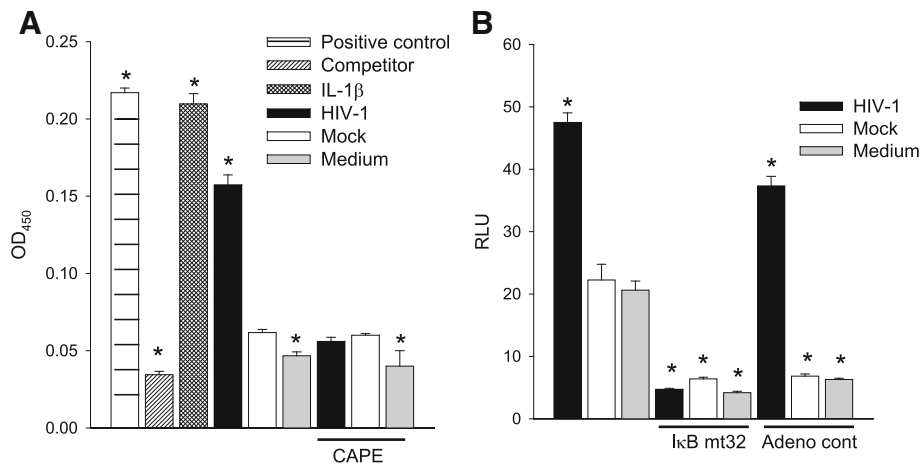 A
0.25
0.20
0.15
0.10
0.05
0.00
OD450
* * * * * *
Positive control
Competitor
IL-1β
HIV-1
Mock
Medium
CAPE
B
60
50
40
30
20
10
0
RLU
* * * * * * *
HIV-1
Mock
Medium
IκB mt32
Adeno cont